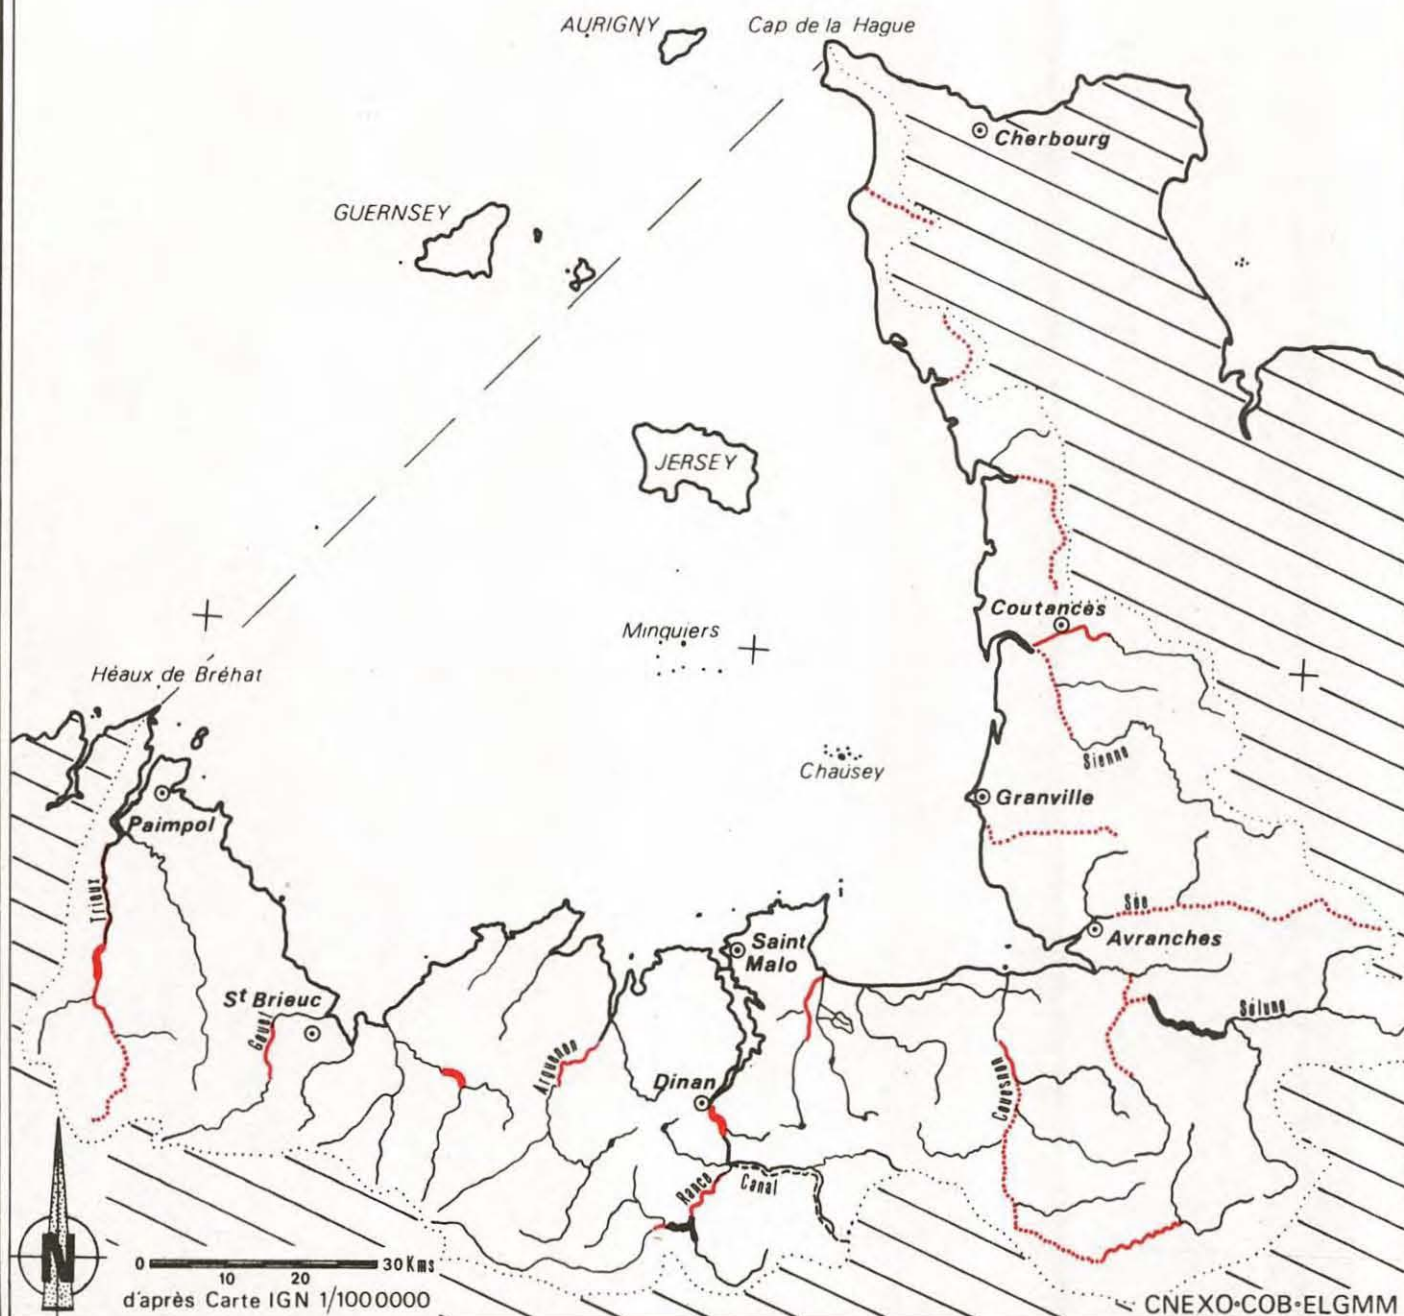 AURIGNY
Cap de la Hague
Cherbourg
GUERNSEY
JERSEY
Coutances
Minquiers
Héaux de Bréhat
Sienne
Chausey
Granville
Paimpol
Trieux
Sée
Avranches
Saint
Malo
St Brieuc
Gouet
Sélune
Arguenon
Couesnon
Dinan
Rance
Canal
N
0 10 20 30 Kms
d'après Carte IGN 1/1000000
CNEXO•COB•ELGMM